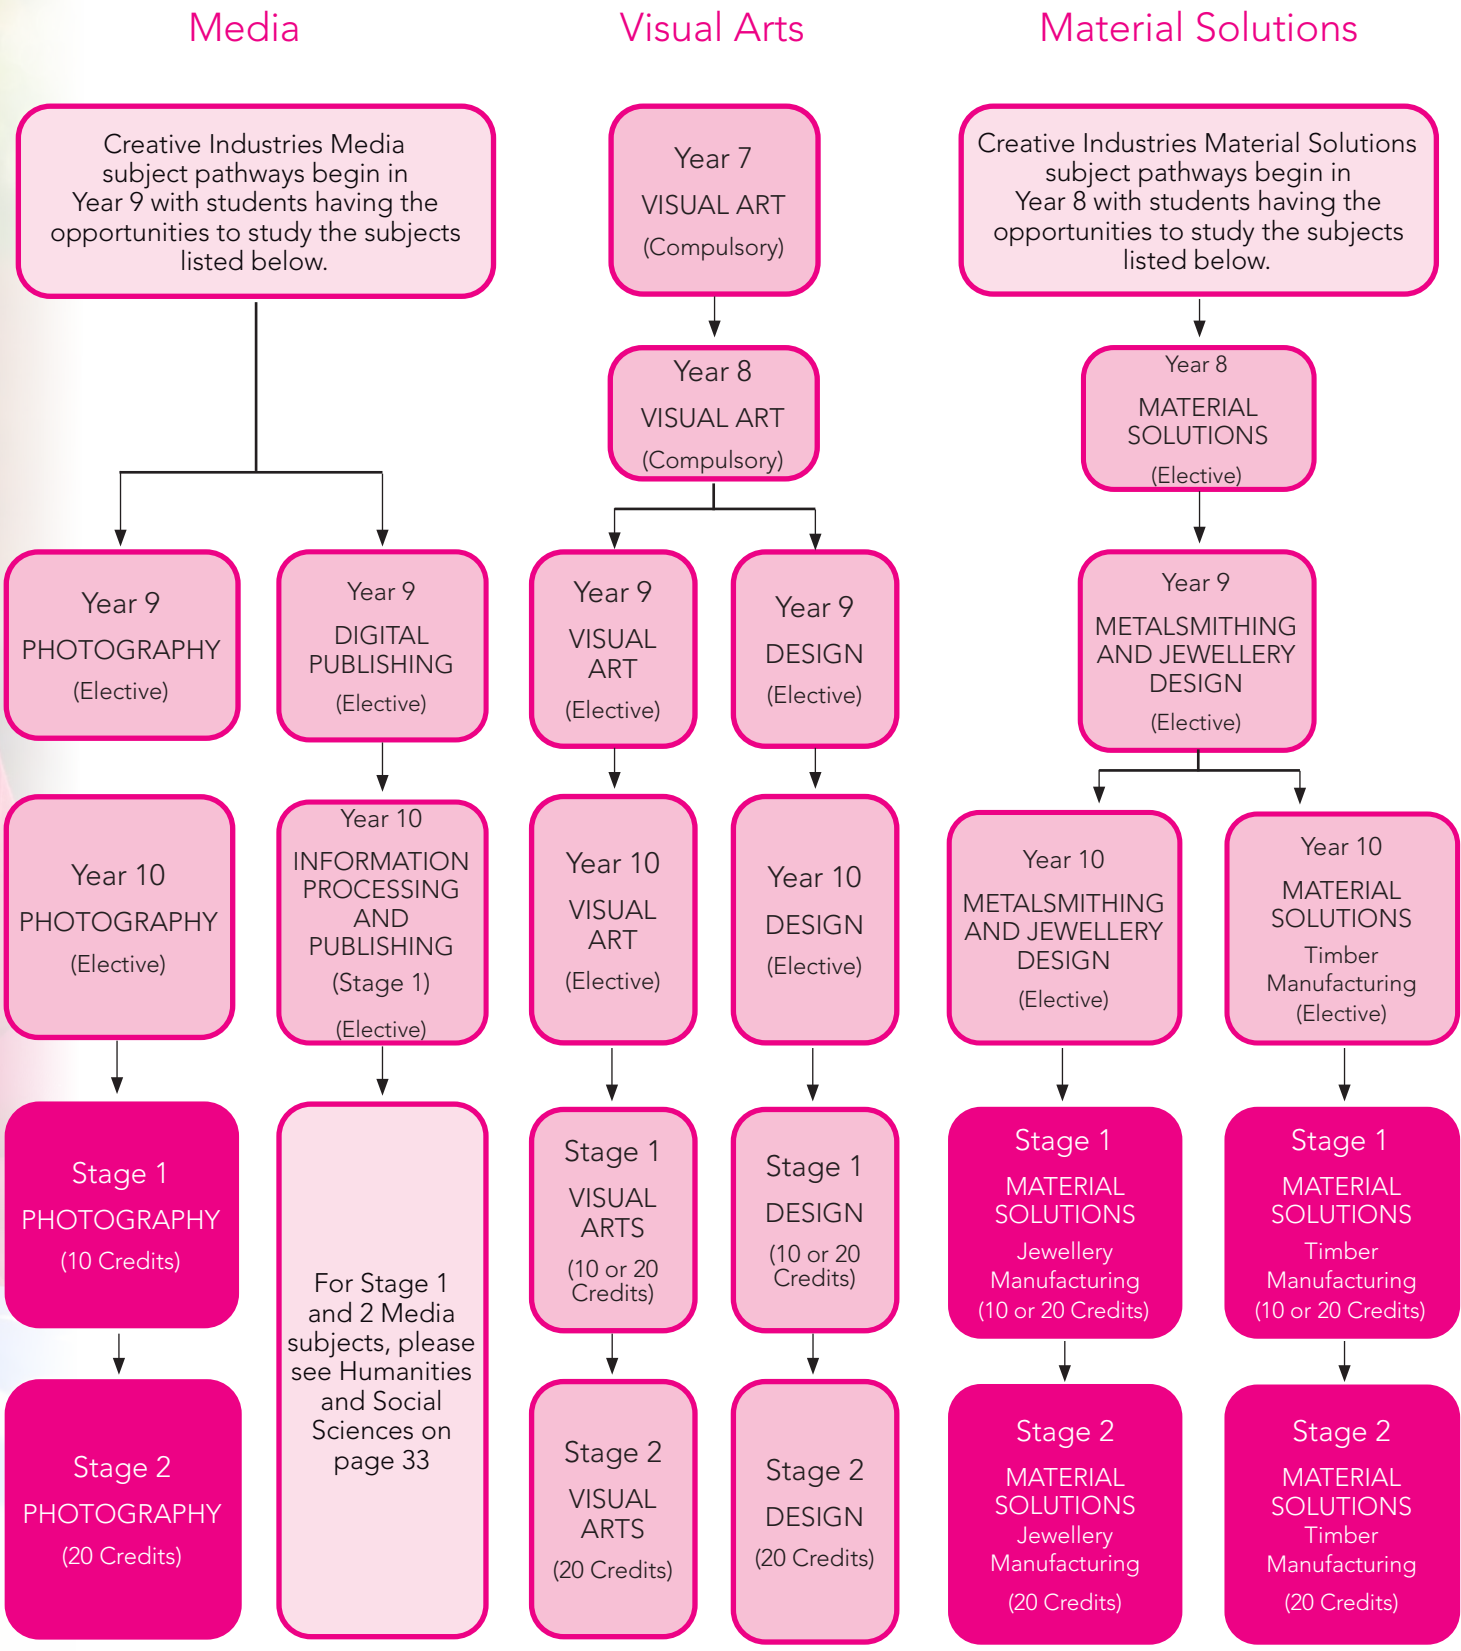 Media
Creative Industries Media
subject pathways begin in
Year 9 with students having the
opportunities to study the subjects
listed below.
Year 9
PHOTOGRAPHY
(Elective)
Year 10
PHOTOGRAPHY
(Elective)
Stage 1
PHOTOGRAPHY
(10 Credits)
Stage 2
PHOTOGRAPHY
(20 Credits)
Year 9
DIGITAL
PUBLISHING
(Elective)
Year 10
INFORMATION
PROCESSING
AND
PUBLISHING
(Stage 1)
(Elective)
For Stage 1
and 2 Media
subjects, please
see Humanities
and Social
Sciences on
page 33
Visual Arts
Year 7
VISUAL ART
(Compulsory)
Year 8
VISUAL ART
(Compulsory)
Year 9
VISUAL
ART
(Elective)
Year 10
VISUAL
ART
(Elective)
Stage 1
VISUAL
ARTS
(10 or 20
Credits)
Stage 2
VISUAL
ARTS
(20 Credits)
Year 9
DESIGN
(Elective)
Year 10
DESIGN
(Elective)
Stage 1
DESIGN
(10 or 20
Credits)
Stage 2
DESIGN
(20 Credits)
Material Solutions
Creative Industries Material Solutions
subject pathways begin in
Year 8 with students having the
opportunities to study the subjects
listed below.
Year 8
MATERIAL
SOLUTIONS
(Elective)
Year 9
METALSMITHING
AND JEWELLERY
DESIGN
(Elective)
Year 10
METALSMITHING
AND JEWELLERY
DESIGN
(Elective)
Stage 1
MATERIAL
SOLUTIONS
Jewellery
Manufacturing
(10 or 20 Credits)
Stage 2
MATERIAL
SOLUTIONS
Jewellery
Manufacturing
(20 Credits)
Year 10
MATERIAL
SOLUTIONS
Timber
Manufacturing
(Elective)
Stage 1
MATERIAL
SOLUTIONS
Timber
Manufacturing
(10 or 20 Credits)
Stage 2
MATERIAL
SOLUTIONS
Timber
Manufacturing
(20 Credits)